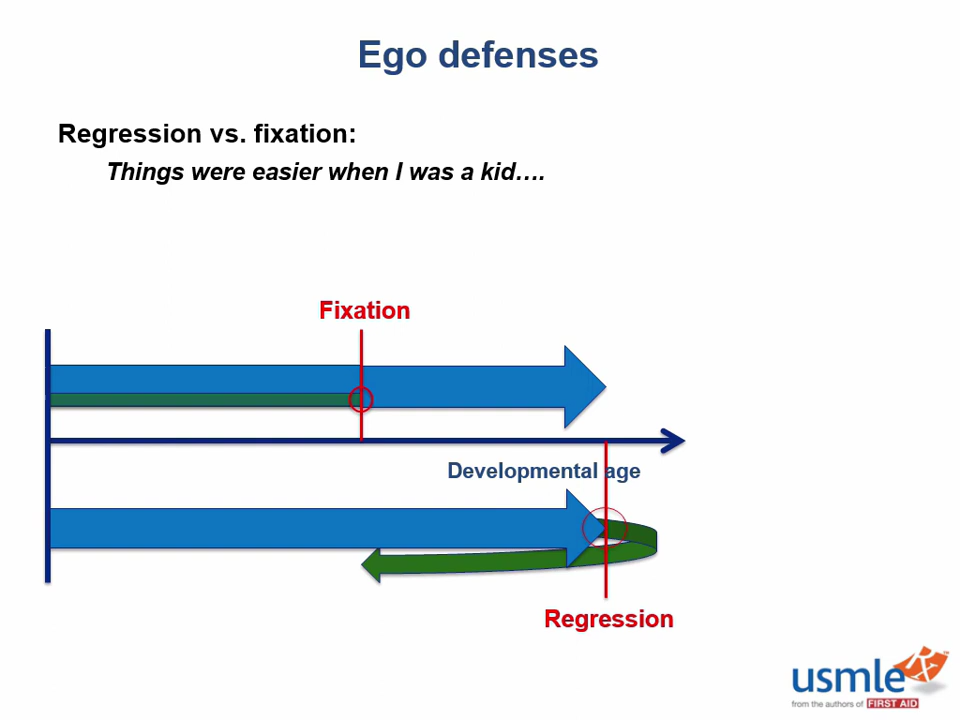 Ego defenses
Regression vs. fixation:
Things were easier when I was a kid….
Fixation
Developmental age
Regression
usmle Rx™
from the authors of FIRST AID